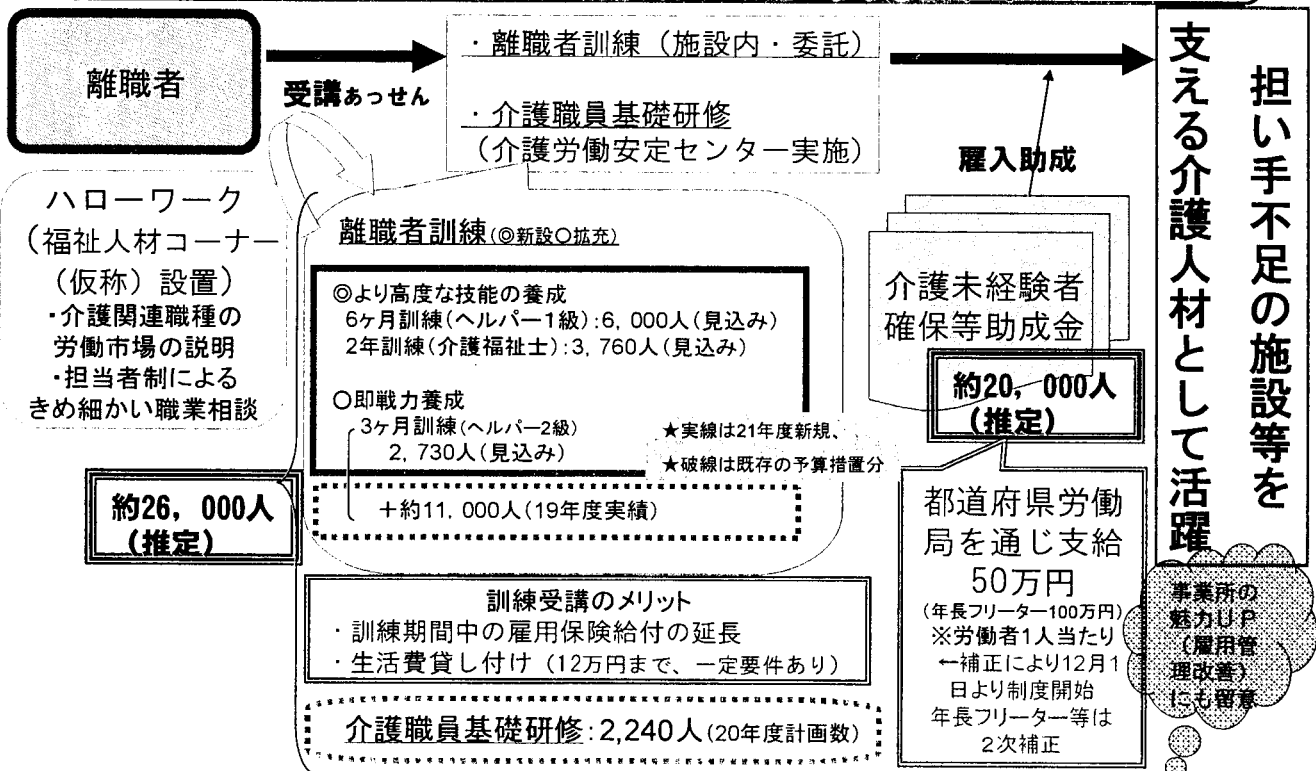 離職者
受講あっせん
・離職者訓練（施設内・委託）
・介護職員基礎研修
（介護労働安定センター実施）
雇入助成
担い手不足の施設等を
支える介護人材として活躍
ハローワーク
（福祉人材コーナー
（仮称）設置）
・介護関連職種の
労働市場の説明
・担当者制による
きめ細かい職業相談
約26，000人
（推定）
離職者訓練(◎新設○拡充)
◎より高度な技能の養成
6ヶ月訓練(ヘルパー1級)：6，000人(見込み)
2年訓練(介護福祉士)：3，760人(見込み)
○即戦力養成
3ヶ月訓練(ヘルパー2級)
2，730人(見込み)
★実線は21年度新規、
★破線は既存の予算措置分
＋約11，000人(19年度実績)
訓練受講のメリット
・訓練期間中の雇用保険給付の延長
・生活費貸し付け（12万円まで、一定要件あり）
介護職員基礎研修：2,240人(20年度計画数)
介護未経験者
確保等助成金
約20，000人
（推定）
都道府県労働
局を通じ支給
50万円
（年長フリーター100万円）
※労働者1人当たり
←補正により12月1
日より制度開始
年長フリーター等は
2次補正
事業所の
魅力UP
（雇用管
理改善）
にも留意